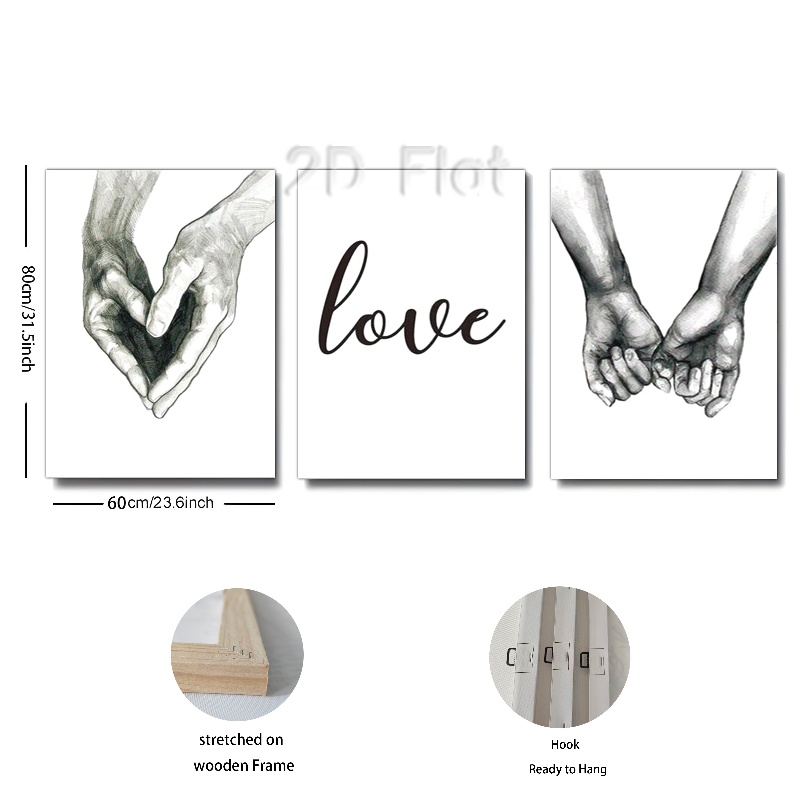 2D Flat
80cm/31.5inch
love
60cm/23.6inch
stretched on
wooden Frame
Hook
Ready to Hang